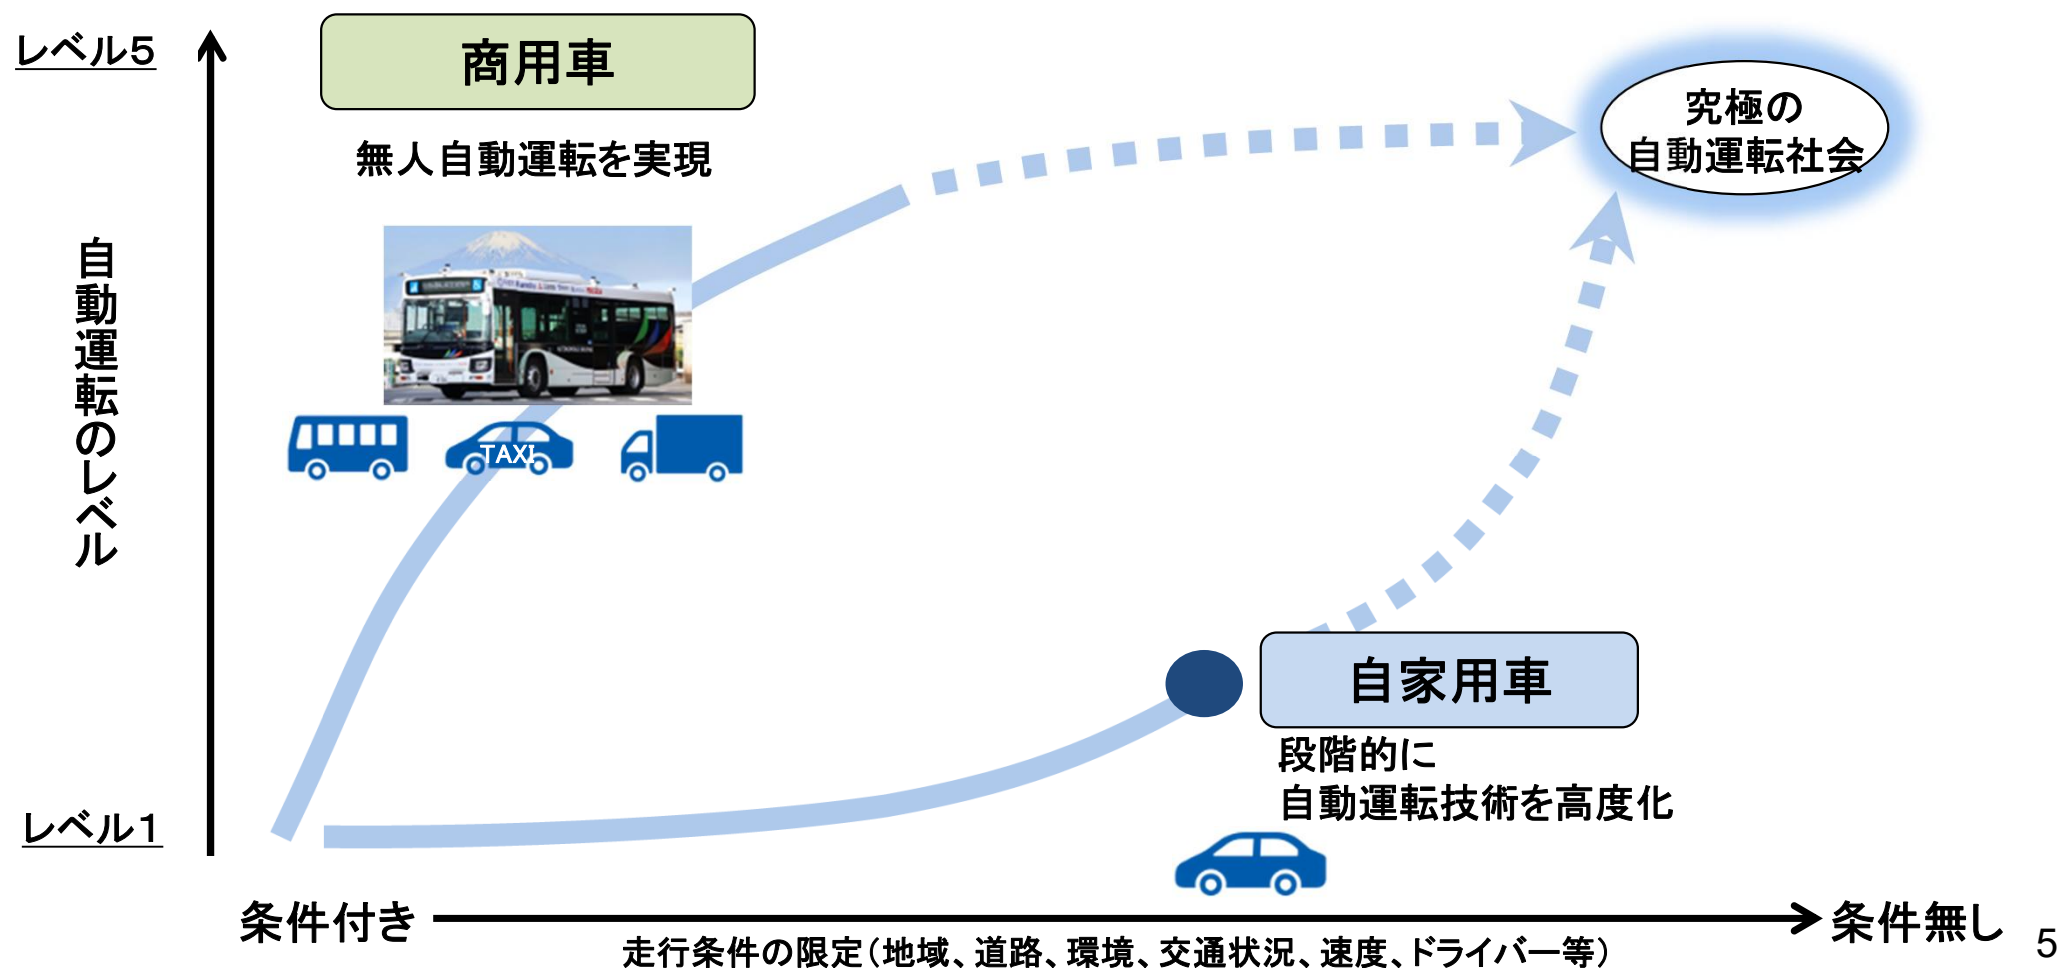 レベル5
商用車
無人自動運転を実現
究極の
自動運転社会
自動運転のレベル
TAXI
自家用車
段階的に
自動運転技術を高度化
レベル1
条件付き
条件無し
走行条件の限定（地域、道路、環境、交通状況、速度、ドライバー等）
5